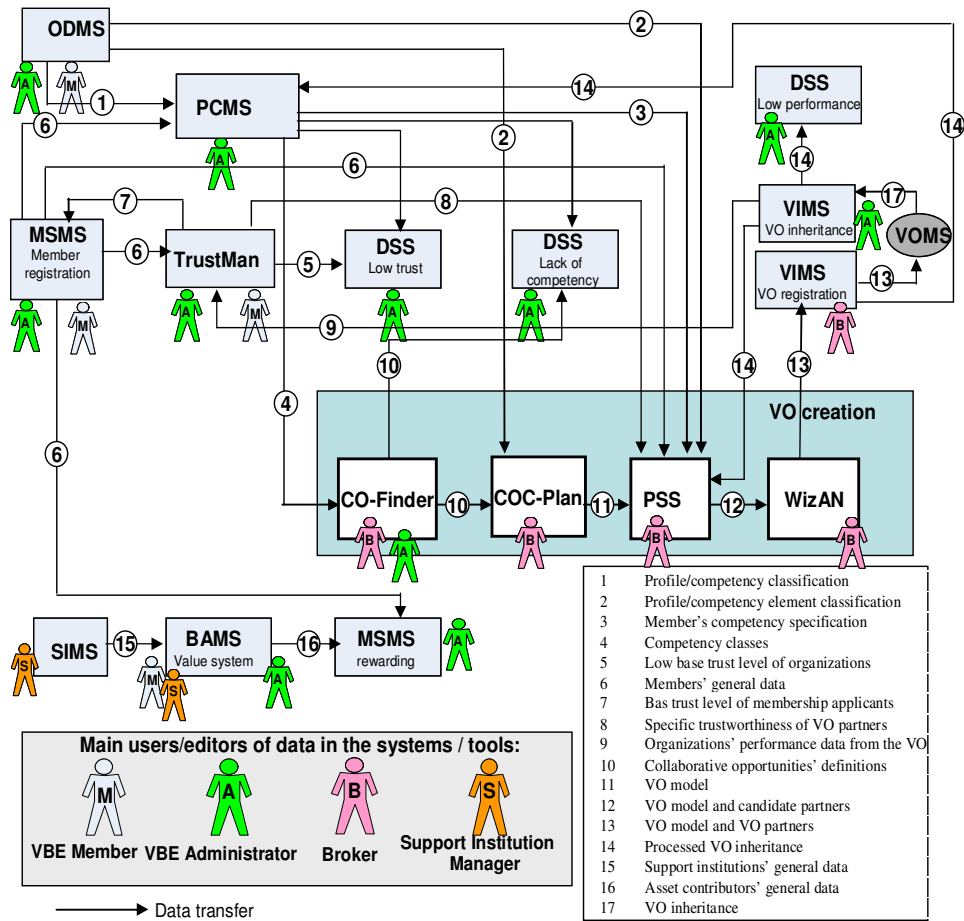 ODMS
2
A
M
1
14
PCMS
3
DSS
Low performance
6
2
14
A
A
14
6
7
8
17
MSMS
Member
registration
6
TrustMan
5
DSS
Low trust
DSS
Lack of
competency
VIMS
VO inheritance
A
VOMS
VIMS
VO registration
13
A
M
A
M
A
A
9
B
10
14
13
4
VO creation
6
CO-Finder
10
COC-Plan
11
PSS
12
WizAN
B
A
B
B
B
SIMS
15
BAMS
Value system
16
MSMS
rewarding
A
S
M
S
A
1 Profile/competency classification
2 Profile/competency element classification
3 Member's competency specification
4 Competency classes
5 Low base trust level of organizations
6 Members' general data
7 Bas trust level of membership applicants
8 Specific trustworthiness of VO partners
9 Organizations' performance data from the VO
10 Collaborative opportunities' definitions
11 VO model
12 VO model and candidate partners
13 VO model and VO partners
14 Processed VO inheritance
15 Support institutions' general data
16 Asset contributors' general data
17 VO inheritance
Main users/editors of data in the systems / tools:
M
A
B
S
VBE Member
VBE Administrator
Broker
Support Institution
Manager
Data transfer